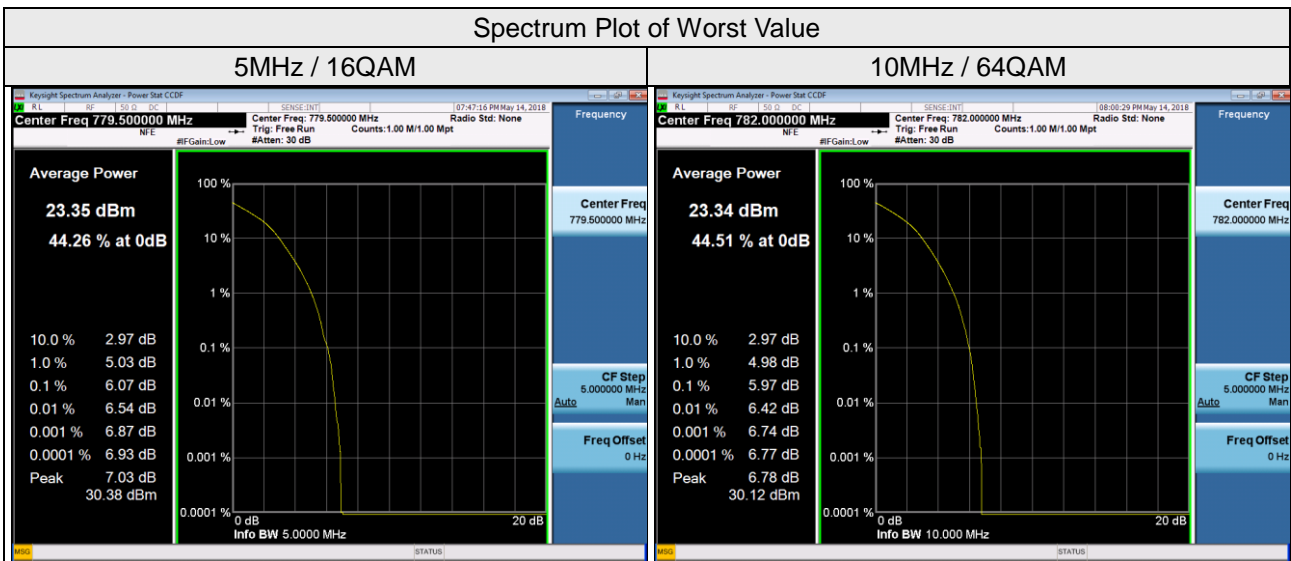 Spectrum Plot of Worst Value
5MHz / 16QAM
10MHz / 64QAM
Keysight Spectrum Analyzer - Power Stat CCDF
RL RF 50 Ω DC SENSE:INT 07:47:16 PM May 14, 2018
Center Freq 779.500000 MHz
NFE
#IFGain:Low
Center Freq: 779.500000 MHz Radio Std: None
Trig: Free Run Counts:1.00 M/1.00 Mpt
#Atten: 30 dB
Frequency
Average Power
23.35 dBm
44.26 % at 0dB
10.0 % 2.97 dB
1.0 % 5.03 dB
0.1 % 6.07 dB
0.01 % 6.54 dB
0.001 % 6.87 dB
0.0001 % 6.93 dB
Peak 7.03 dB
30.38 dBm
100 %
10 %
1 %
0.1 %
0.01 %
0.001 %
0.0001 %
0 dB 20 dB
Info BW 5.0000 MHz
Center Freq
779.500000 MHz
CF Step
5.000000 MHz
Auto Man
Freq Offset
0 Hz
MSG STATUS
Keysight Spectrum Analyzer - Power Stat CCDF
RL RF 50 Ω DC SENSE:INT 08:00:29 PM May 14, 2018
Center Freq 782.000000 MHz
NFE
#IFGain:Low
Center Freq: 782.000000 MHz Radio Std: None
Trig: Free Run Counts:1.00 M/1.00 Mpt
#Atten: 30 dB
Frequency
Average Power
23.34 dBm
44.51 % at 0dB
10.0 % 2.97 dB
1.0 % 4.98 dB
0.1 % 5.97 dB
0.01 % 6.42 dB
0.001 % 6.74 dB
0.0001 % 6.77 dB
Peak 6.78 dB
30.12 dBm
100 %
10 %
1 %
0.1 %
0.01 %
0.001 %
0.0001 %
0 dB 20 dB
Info BW 10.000 MHz
Center Freq
782.000000 MHz
CF Step
5.000000 MHz
Auto Man
Freq Offset
0 Hz
MSG STATUS